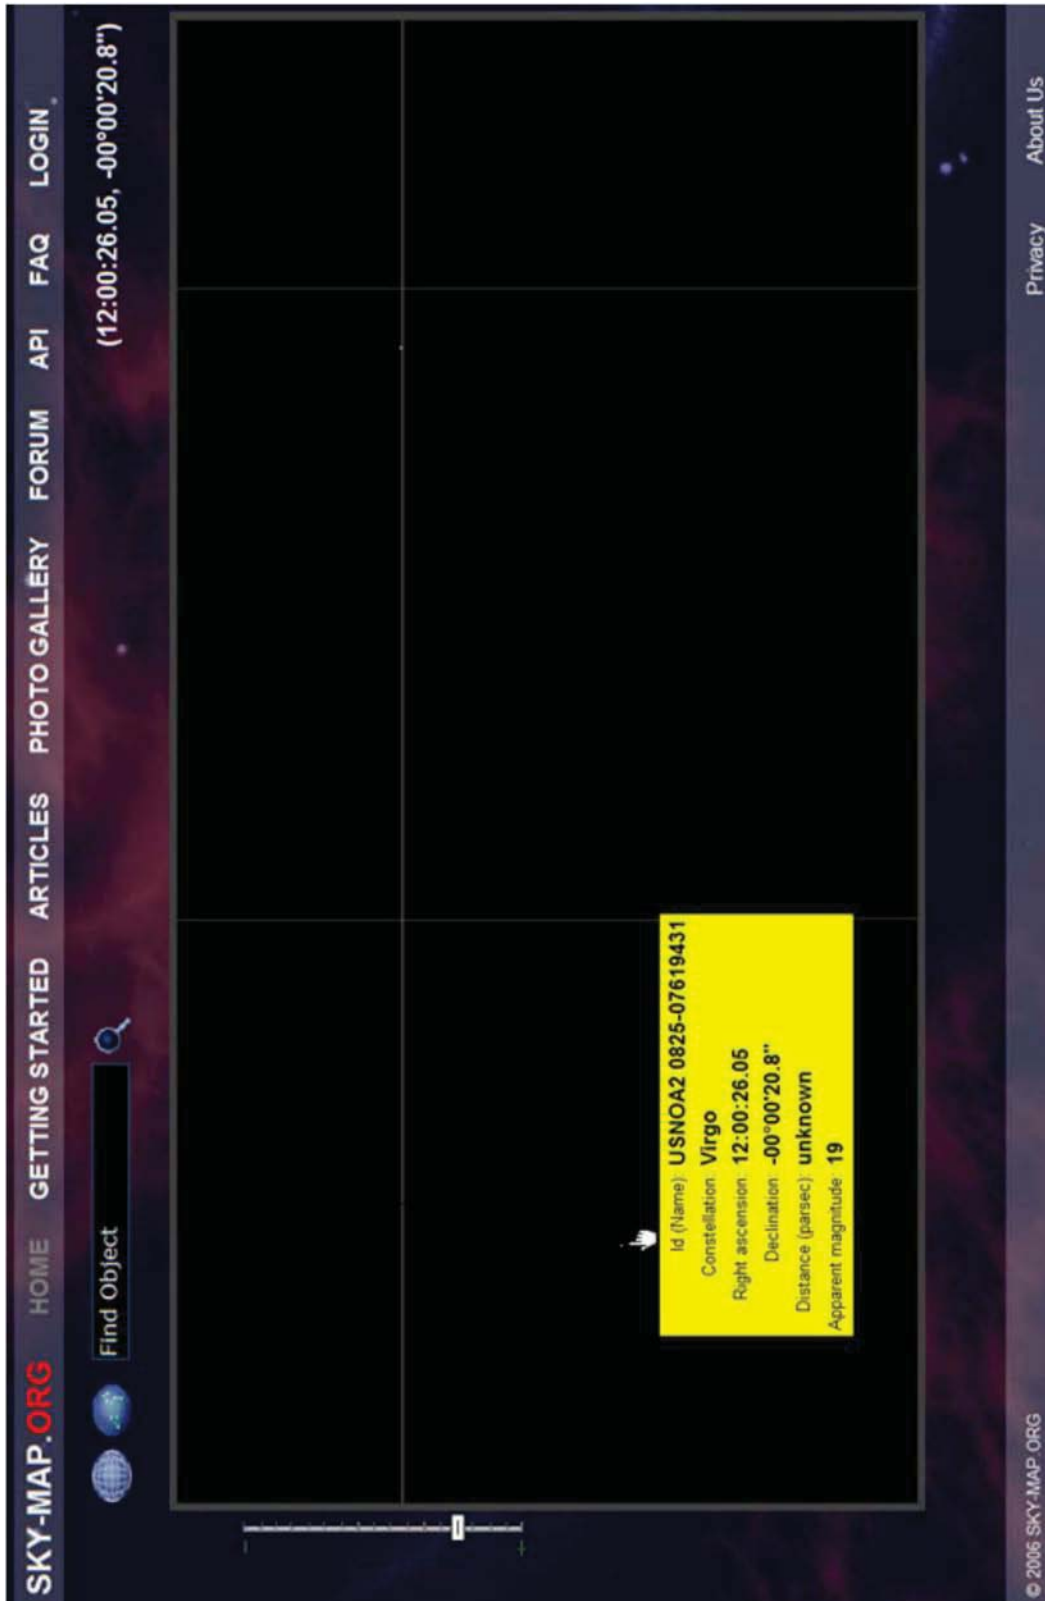 SKY-MAP.ORG HOME GETTING STARTED ARTICLES PHOTO GALLERY FORUM API FAQ LOGIN
Find Object (12:00:26.05, -00°00'20.8")
Id (Name): USNOA2 0825-07619431
Constellation: Virgo
Right ascension: 12:00:26.05
Declination: -00°00'20.8"
Distance (parsec): unknown
Apparent magnitude: 19
© 2006 SKY-MAP.ORG Privacy About Us